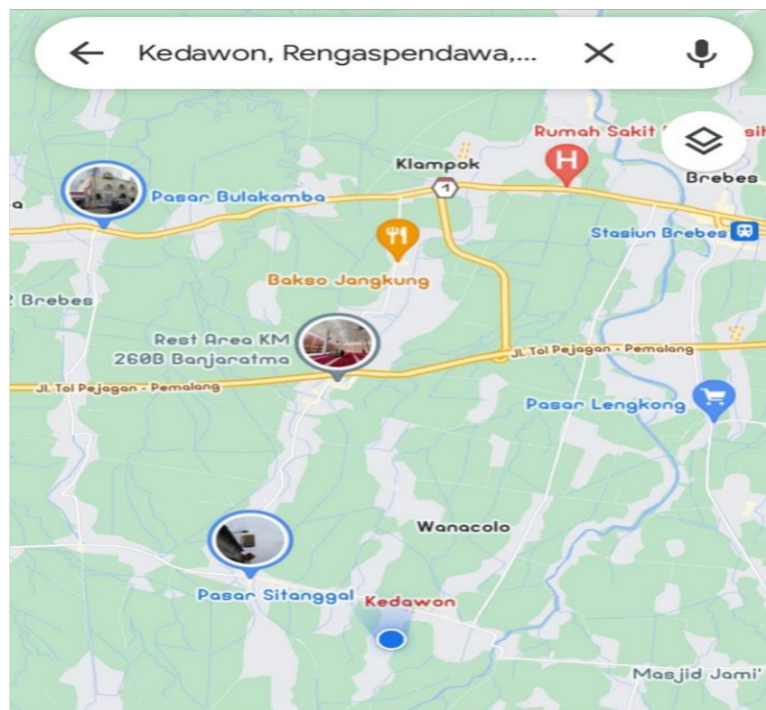 Kedawon, Rengaspendawa,...
Rumah Sakit
Klampok
H
1
Brebes
Pasar Bulakamba
a
Stasiun Brebes
Bakso Jangkung
Brebes
Rest Area KM
260B Banjaratma
Jl. Tol Pejagan - Pemalang
Jl. Tol Pejagan - Pemalang
Pasar Lengkong
Wanacolo
Pasar Sitanggal
Kedawon
Masjid Jami'